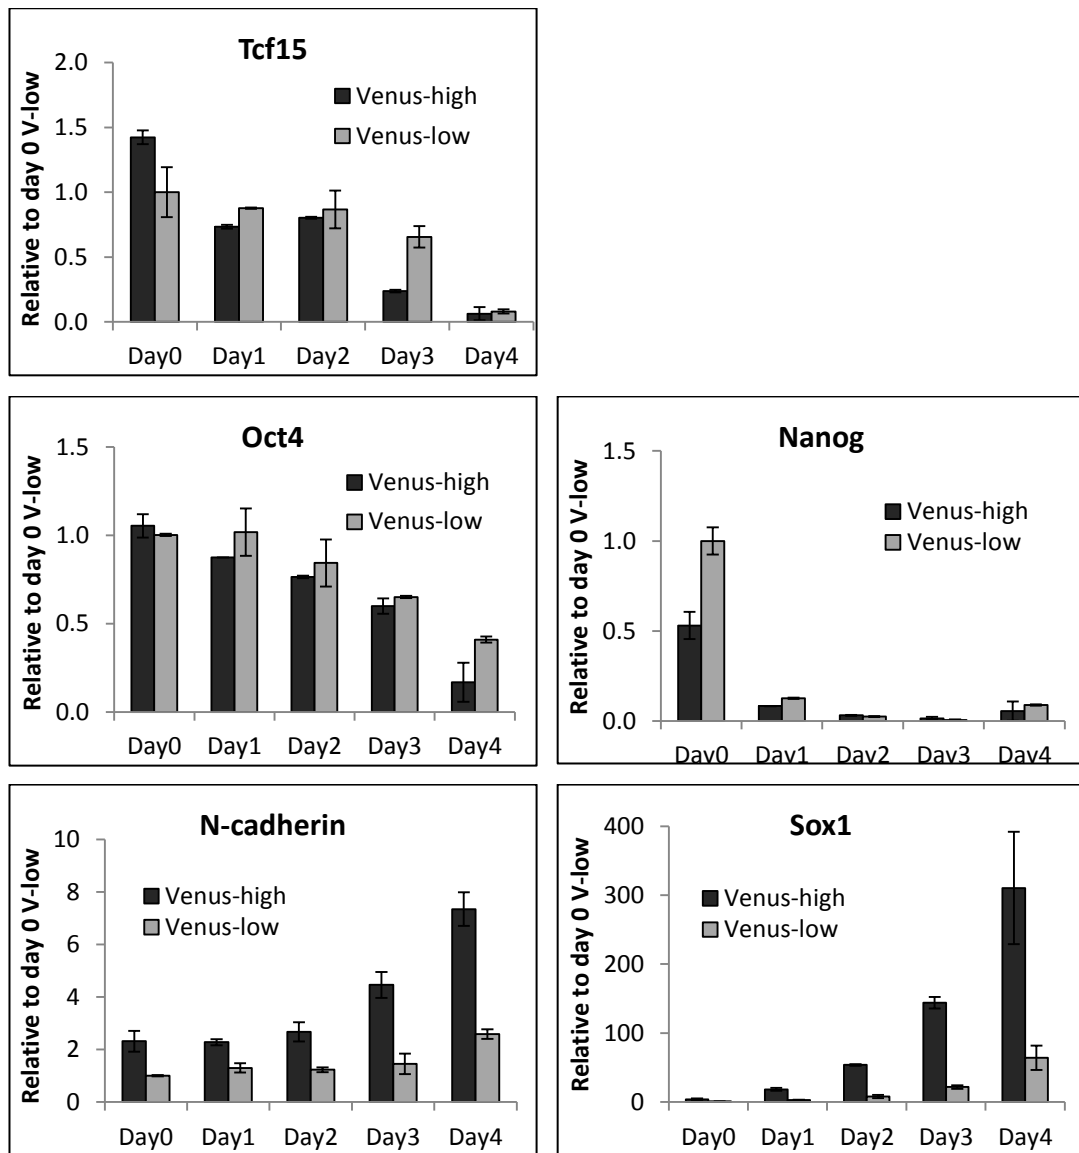 Tcf15
Relative to day 0 V-low
2.0
1.5
1.0
0.5
0.0
Venus-high
Venus-low
Day0 Day1 Day2 Day3 Day4
Oct4
Relative to day 0 V-low
1.5
1.0
0.5
0.0
Venus-high
Venus-low
Day0 Day1 Day2 Day3 Day4
Nanog
Relative to day 0 V-low
1.5
1.0
0.5
0.0
Venus-high
Venus-low
Day0 Day1 Day2 Day3 Day4
N-cadherin
Relative to day 0 V-low
10
8
6
4
2
0
Venus-high
Venus-low
Day0 Day1 Day2 Day3 Day4
Sox1
Relative to day 0 V-low
400
300
200
100
0
Venus-high
Venus-low
Day0 Day1 Day2 Day3 Day4